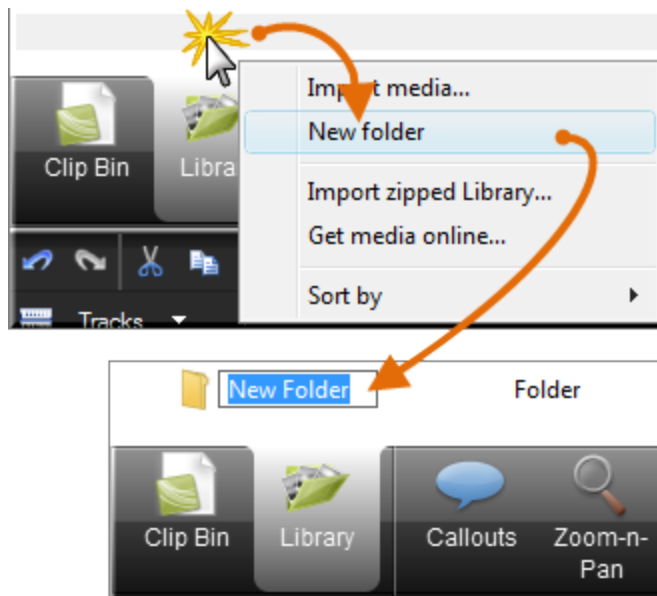 Import media...
New folder
Clip Bin
Libra
Import zipped Library...
Get media online...
Sort by
Tracks
New Folder
Folder
Clip Bin
Library
Callouts
Zoom-n-
Pan